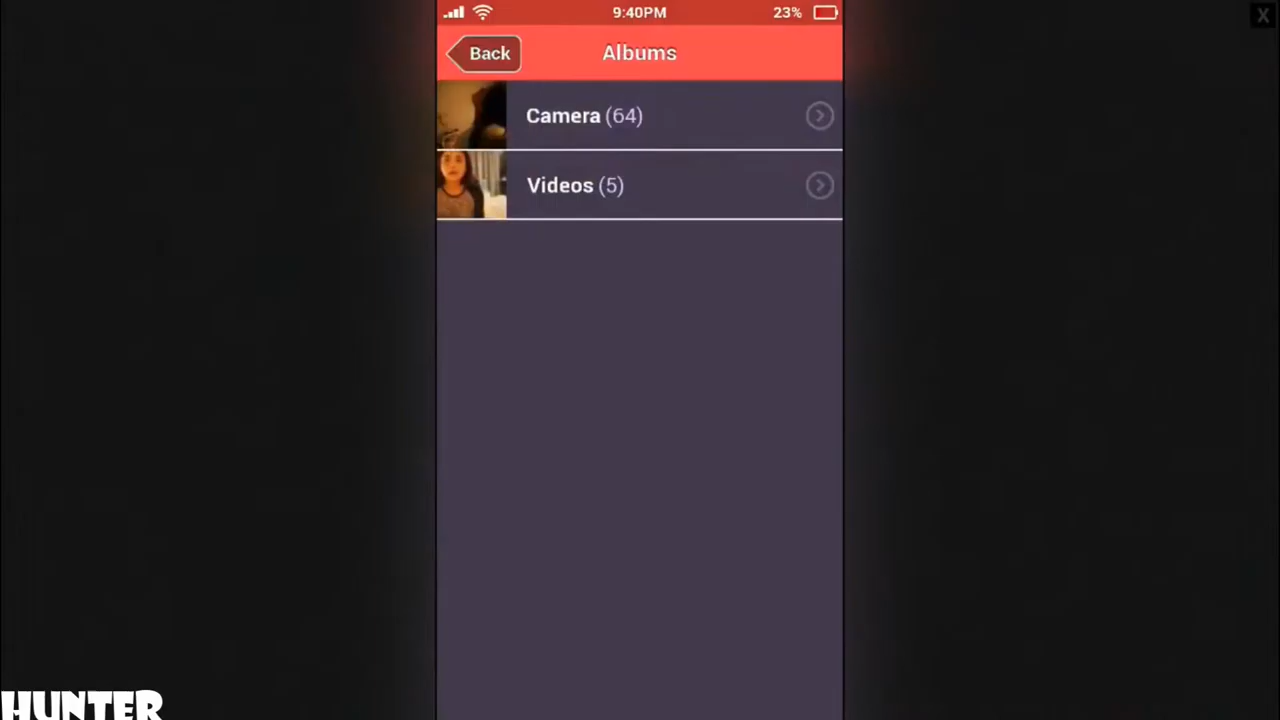 9:40PM 23%
X
Back Albums
Camera (64)
Videos (5)
HUNTER